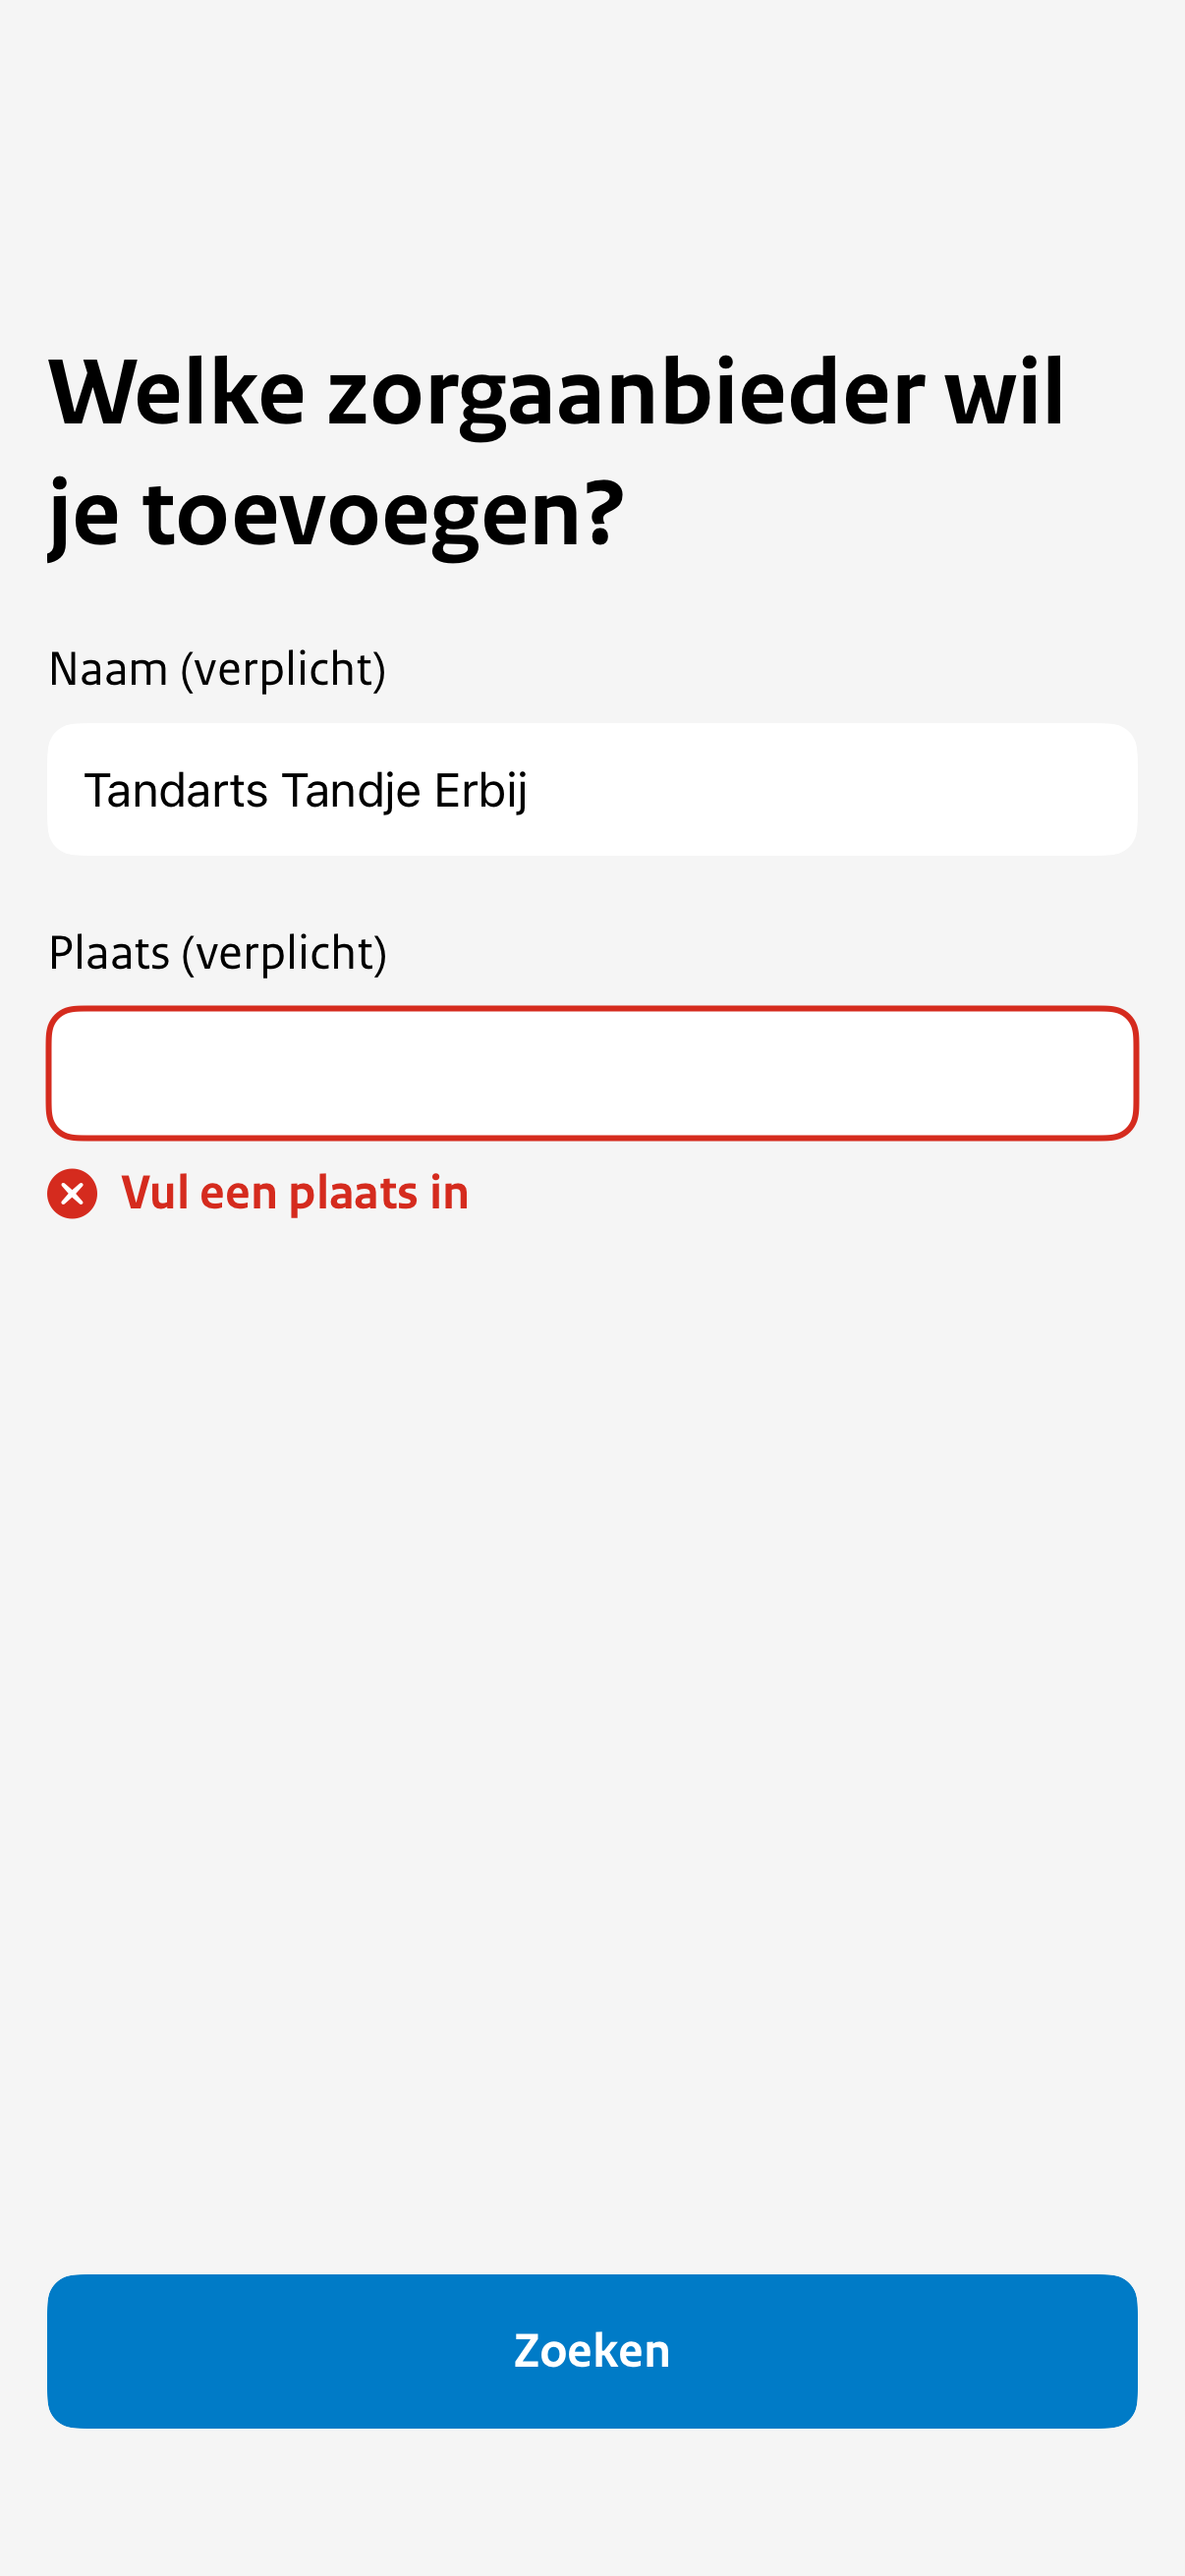 Welke zorgaanbieder wil
je toevoegen?
Naam (verplicht)
Tandarts Tandje Erbij
Plaats (verplicht)
Vul een plaats in
Zoeken